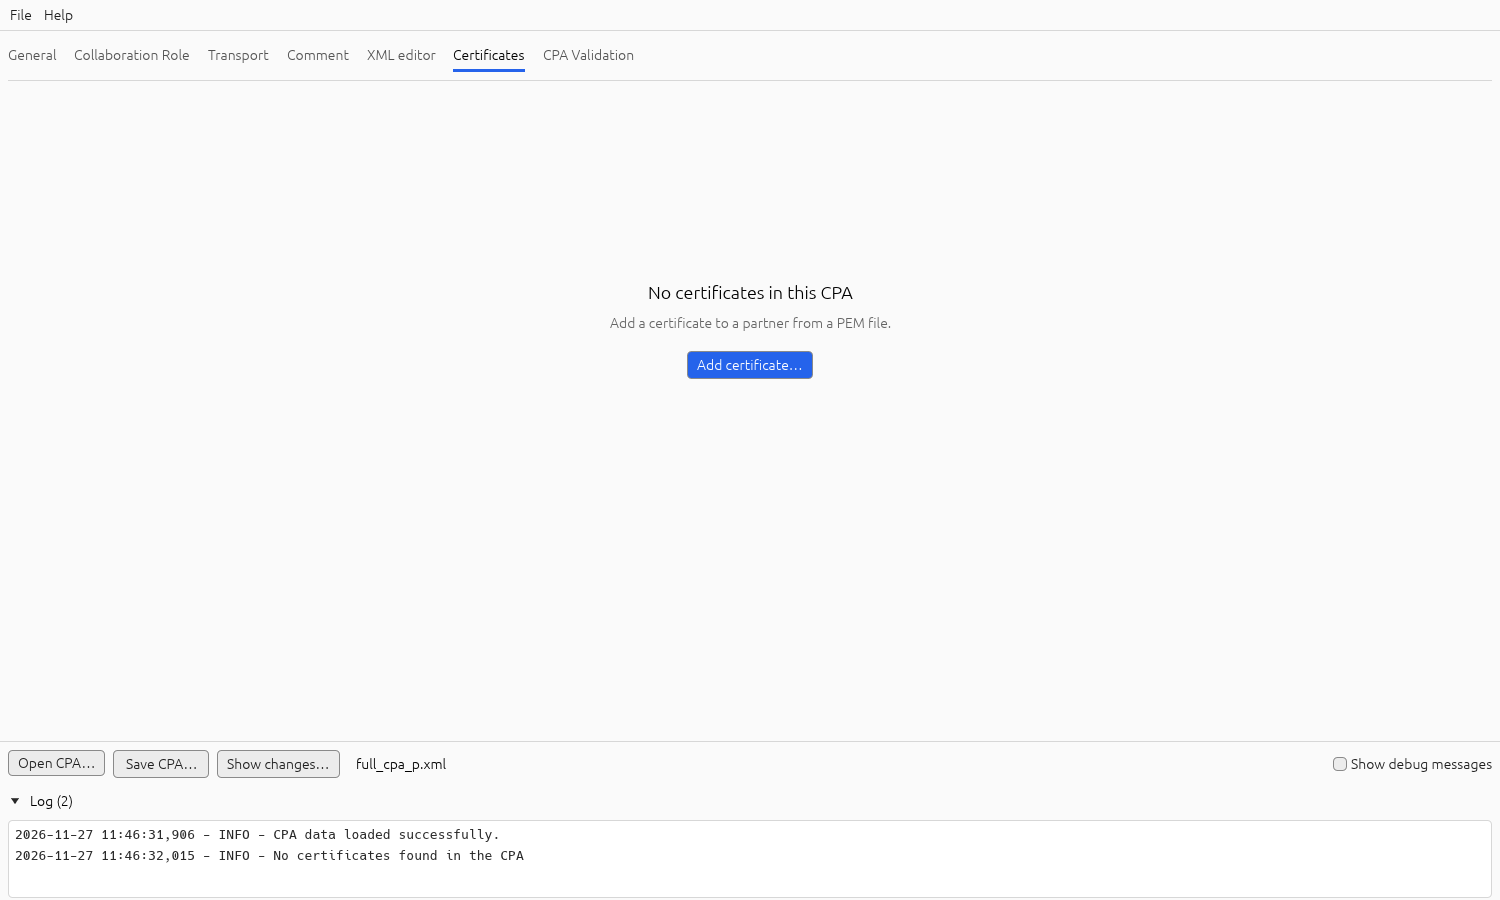 File Help
General Collaboration Role Transport Comment XML editor Certificates CPA Validation
No certificates in this CPA
Add a certificate to a partner from a PEM file.
Add certificate...
Open CPA... Save CPA... Show changes... full_cpa_p.xml Show debug messages
Log (2)
2026-11-27 11:46:31,906 - INFO - CPA data loaded successfully.
2026-11-27 11:46:32,015 - INFO - No certificates found in the CPA